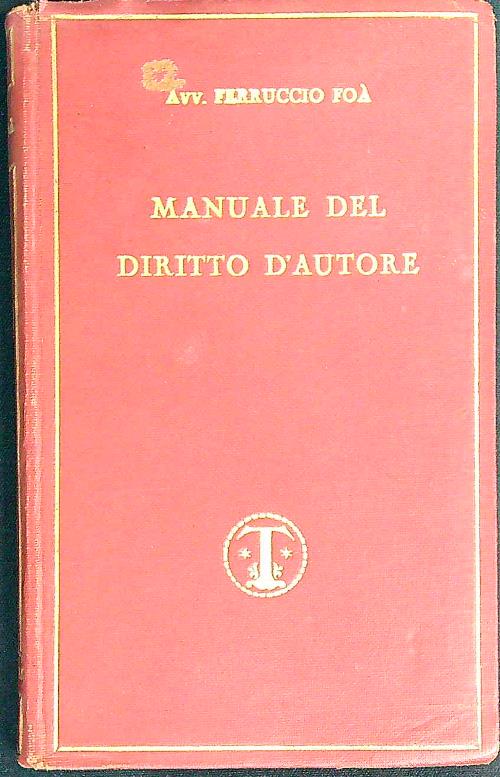 Avv. FERRUCCIO FOÀ
MANUALE DEL
DIRITTO D'AUTORE
T